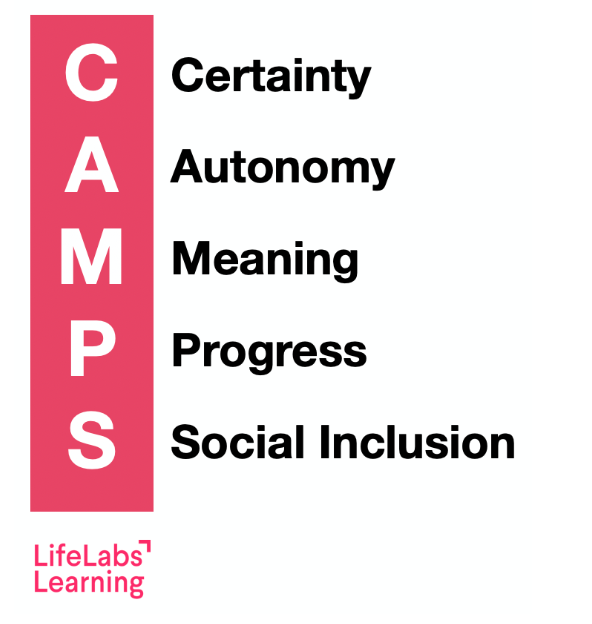 C Certainty
A Autonomy
M Meaning
P Progress
S Social Inclusion
LifeLabs
Learning